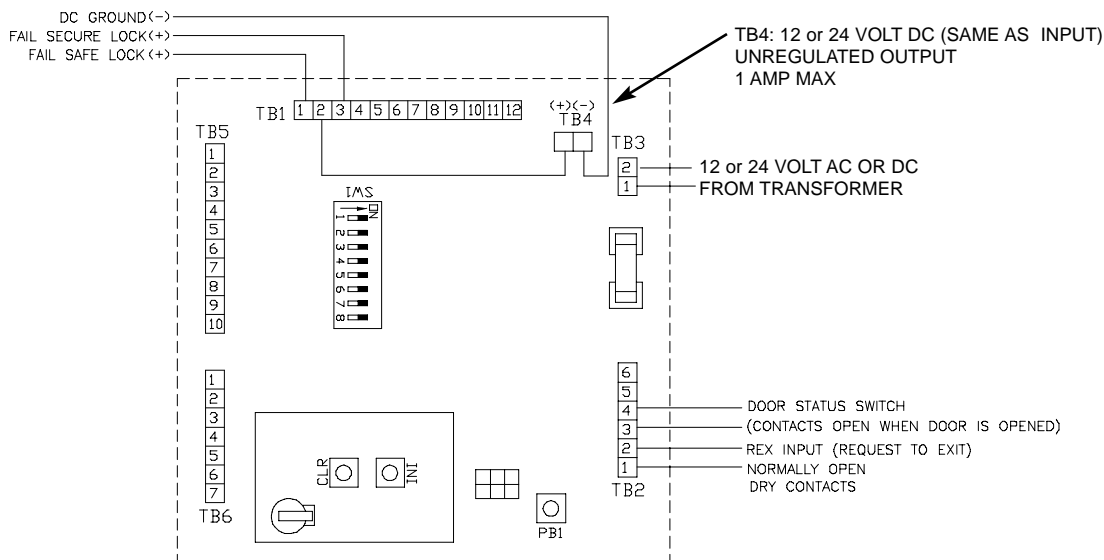 DC GROUND(-)
FAIL SECURE LOCK(+)
FAIL SAFE LOCK(+)
TB4: 12 or 24 VOLT DC (SAME AS INPUT)
UNREGULATED OUTPUT
1 AMP MAX
TB1 1 2 3 4 5 6 7 8 9 10 11 12
(+)(-)
TB4
TB5
1
2
3
4
5
6
7
8
9
10
TB3
2
1
12 or 24 VOLT AC OR DC
FROM TRANSFORMER
SW1
ON
1
2
3
4
5
6
7
8
1
2
3
4
5
6
7
TB6
CLR
INI
PB1
6
5
4
3
2
1
TB2
DOOR STATUS SWITCH
(CONTACTS OPEN WHEN DOOR IS OPENED)
REX INPUT (REQUEST TO EXIT)
NORMALLY OPEN
DRY CONTACTS